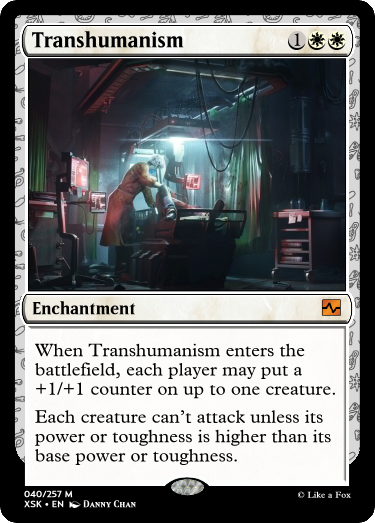 Transhumanism 1
Enchantment
When Transhumanism enters the
battlefield, each player may put a
+1/+1 counter on up to one creature.
Each creature can't attack unless its
power or toughness is higher than its
base power or toughness.
040/257 M
XSK • EN Danny Chan
© Like a Fox